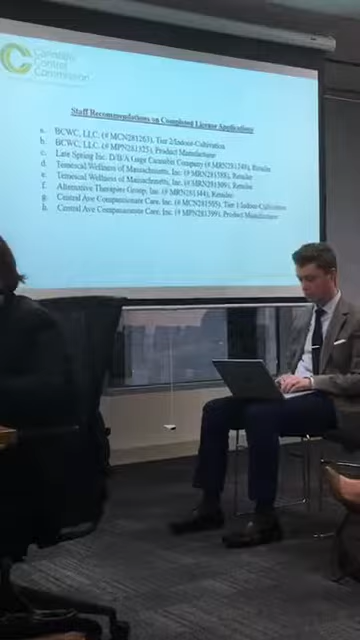 Cannabis
Control
Commission
Staff Recommendations on Completed License Applications
a. BCWC, LLC. (# MCN281263), Tier 2/Indoor-Cultivation
b. BCWC, LLC. (# MPN281325), Product Manufacturer
c. Late Spring Inc. D/B/A Gage Cannabis Company (# MRN281349), Retailer
d. Temescal Wellness of Massachusetts, Inc. (# MRN281388), Retailer
e. Temescal Wellness of Massachusetts, Inc. (# MRN281309), Retailer
f. Alternative Therapies Group, Inc. (# MRN281344), Retailer
g. Central Ave Compassionate Care, Inc. (# MCN281505), Tier 1/Indoor-Cultivation
h. Central Ave Compassionate Care, Inc. (# MPN281399), Product Manufacturer